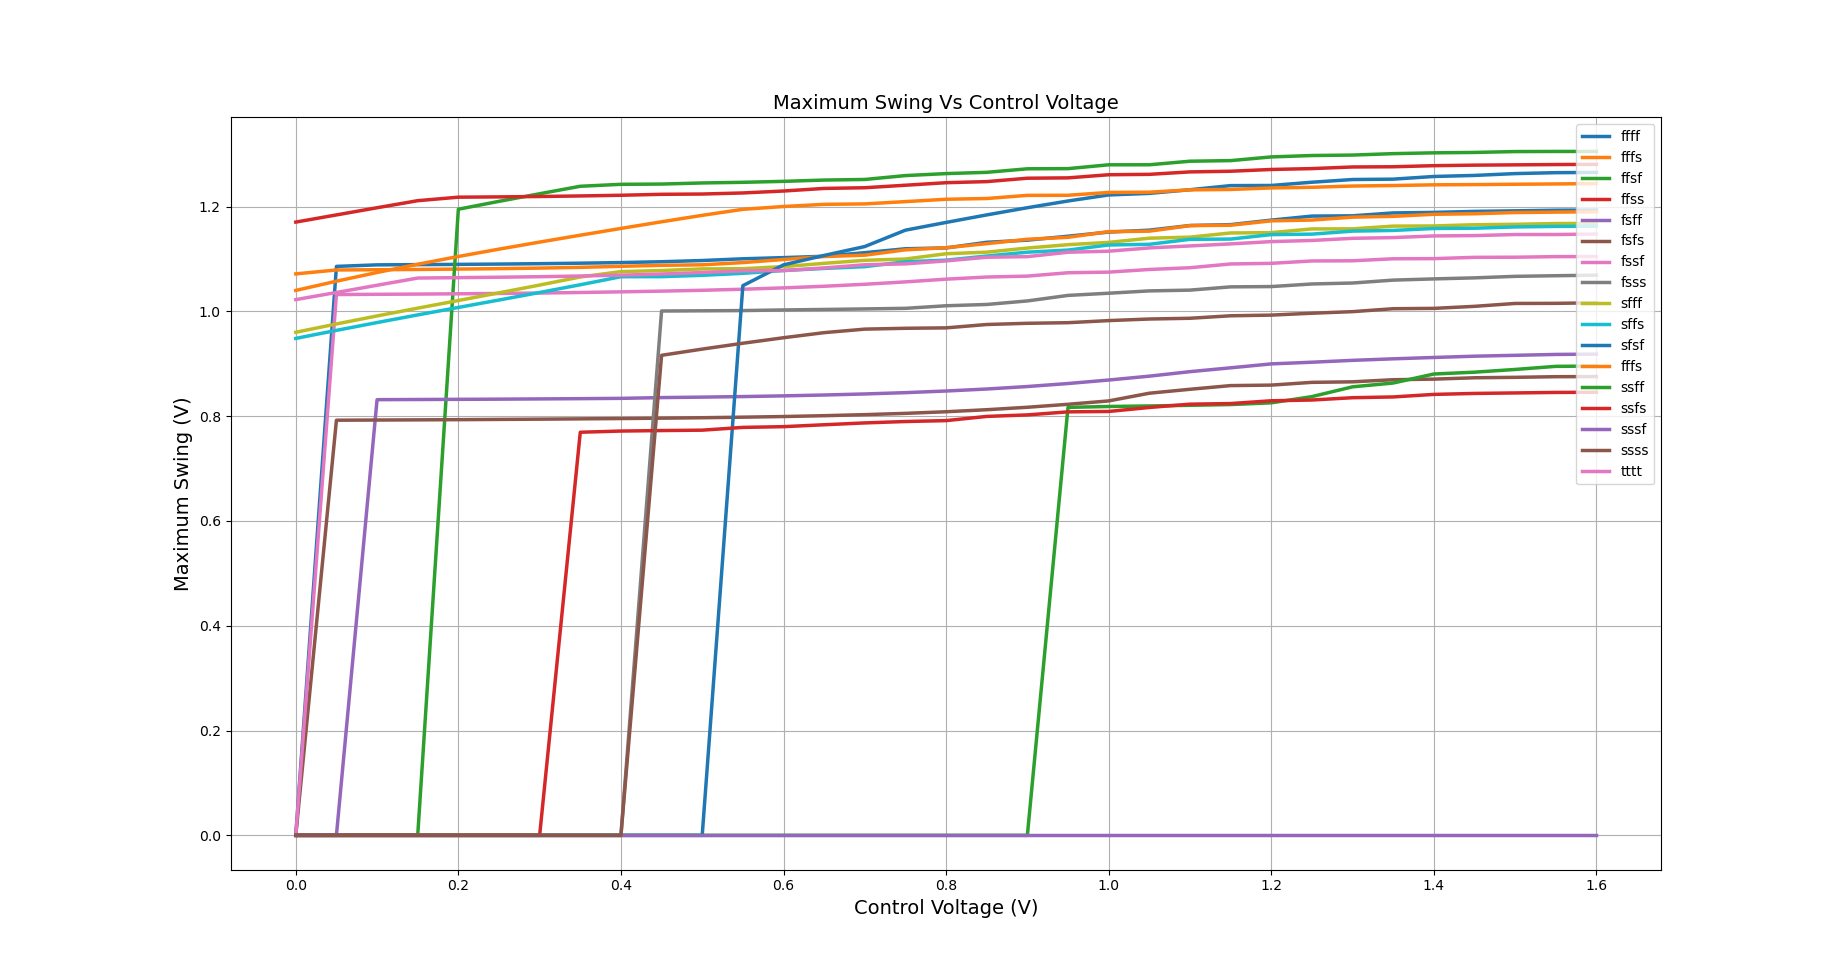 Maximum Swing Vs Control Voltage
Maximum Swing (V)
1.2
1.0
0.8
0.6
0.4
0.2
0.0
0.0 0.2 0.4 0.6 0.8 1.0 1.2 1.4 1.6
Control Voltage (V)
ffff
fffs
ffsf
ffss
fsff
fsfs
fssf
fsss
sfff
sffs
sfsf
fffs
ssff
ssfs
sssf
ssss
tttt